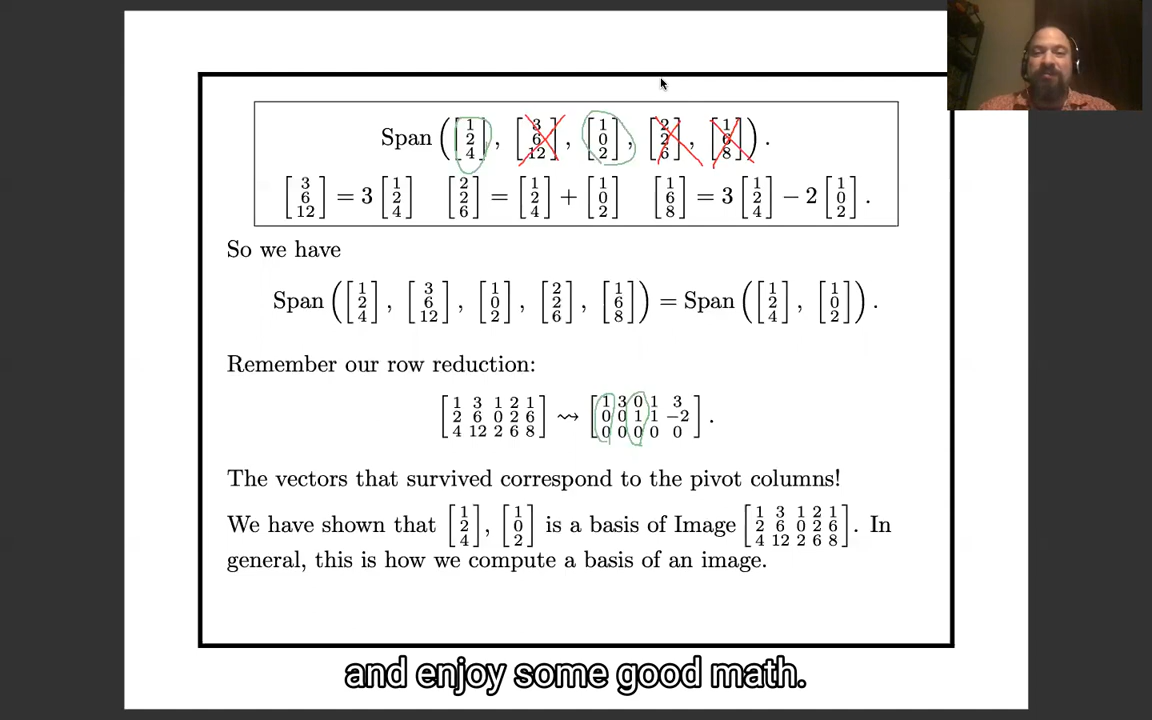 Span ([1 2 4], [3 6 12], [1 0 2], [2 2 6], [1 6 8]).
[3 6 12] = 3 [1 2 4]   [2 2 6] = [1 2 4] + [1 0 2]   [1 6 8] = 3 [1 2 4] − 2 [1 0 2].
So we have
Span ([1 2 4], [3 6 12], [1 0 2], [2 2 6], [1 6 8]) = Span ([1 2 4], [1 0 2]).
Remember our row reduction:
[1 3 1 2 1   ⇝ [1 3 0 1 3
2 6 0 2 6   0 0 1 1 −2
4 12 2 6 8]   0 0 0 0 0].
The vectors that survived correspond to the pivot columns!
We have shown that [1 2 4], [1 0 2] is a basis of Image [1 3 1 2 1 2 6 0 2 6 4 12 2 6 8]. In
general, this is how we compute a basis of an image.
and enjoy some good math.